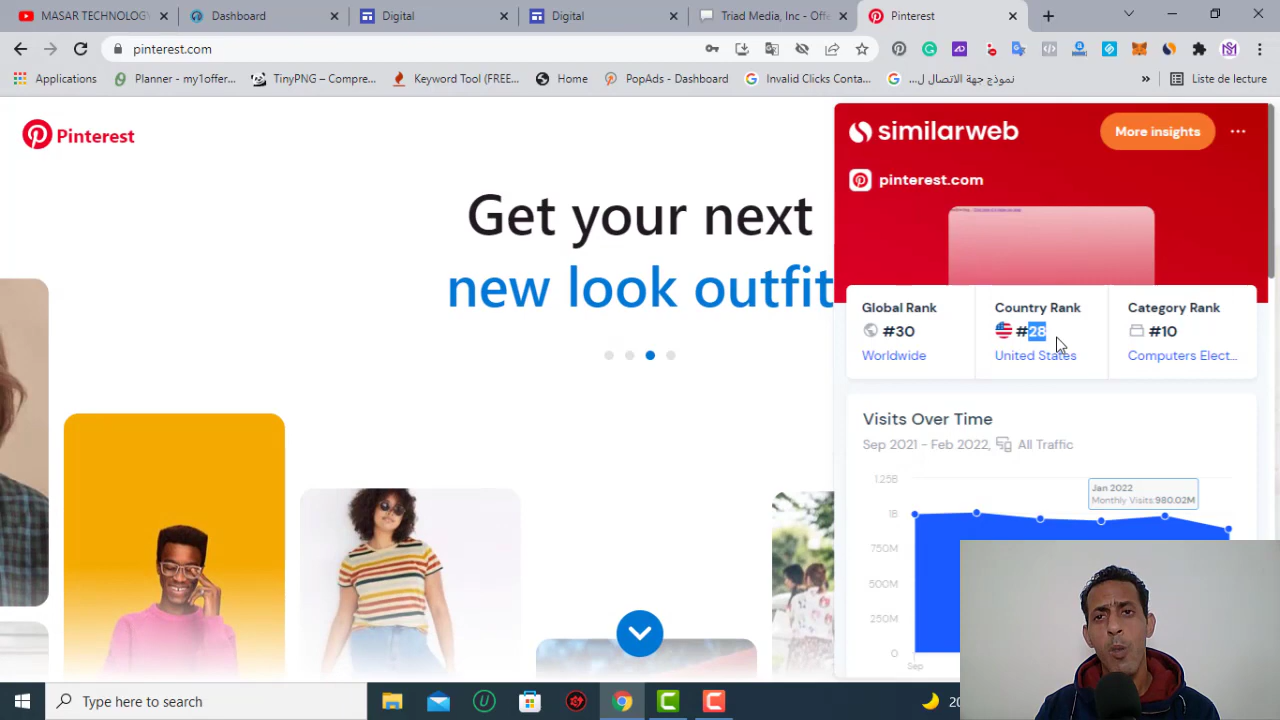 MASAR TECHNOLOGY
Dashboard
Digital
Digital
Triad Media, Inc - Offe
Pinterest
pinterest.com
Applications
Planner - my1offer...
TinyPNG – Compre...
Keyword Tool (FREE...
Home
PopAds - Dashboard
Invalid Clicks Conta...
نموذج جهة الاتصال ل...
Liste de lecture
Pinterest
Get your next
new look outfit
similarweb
More insights
pinterest.com
Global Rank
#30
Worldwide
Country Rank
#28
United States
Category Rank
#10
Computers Elect...
Visits Over Time
Sep 2021 - Feb 2022,
All Traffic
1.25B
1B
750M
500M
250M
0
Jan 2022
Monthly Visits:980.02M
Sep
Type here to search
20